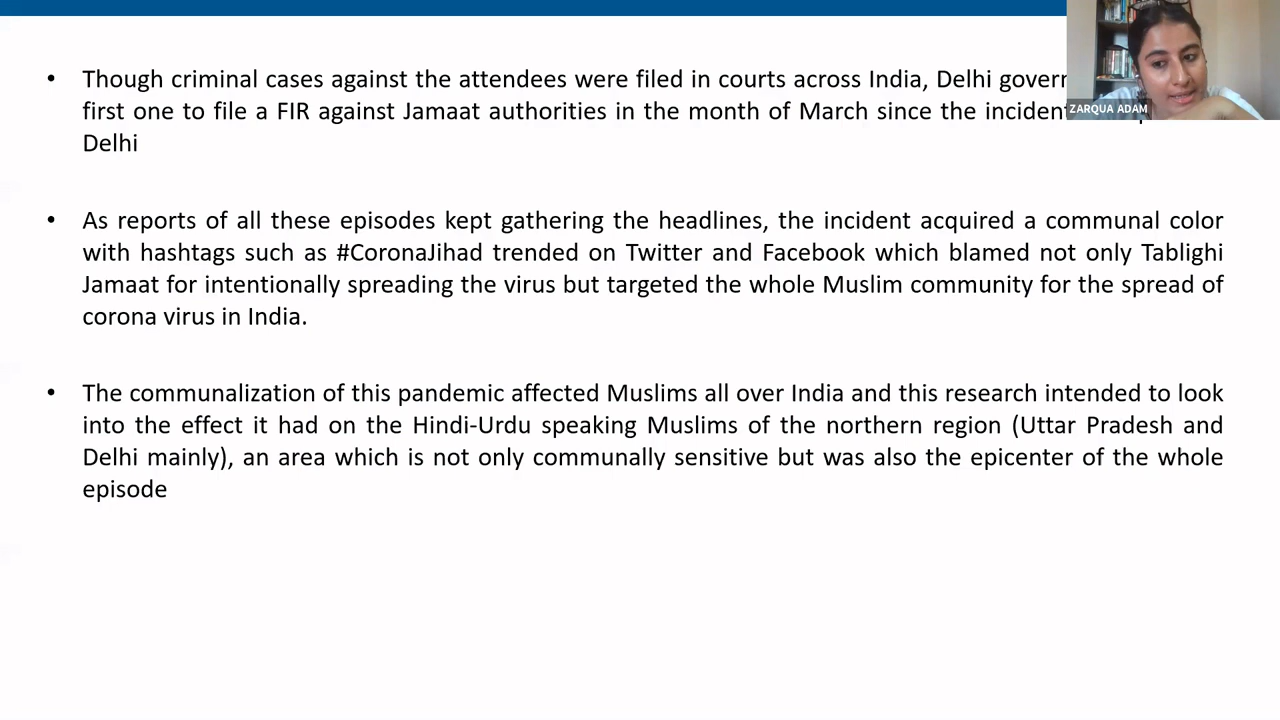 • Though criminal cases against the attendees were filed in courts across India, Delhi
first one to file a FIR against Jamaat authorities in the month of March since the
Delhi
• As reports of all these episodes kept gathering the headlines, the incident acquired a communal color
with hashtags such as #CoronaJihad trended on Twitter and Facebook which blamed not only Tablighi
Jamaat for intentionally spreading the virus but targeted the whole Muslim community for the spread of
corona virus in India.
• The communalization of this pandemic affected Muslims all over India and this research intended to look
into the effect it had on the Hindi-Urdu speaking Muslims of the northern region (Uttar Pradesh and
Delhi mainly), an area which is not only communally sensitive but was also the epicenter of the whole
episode
ZARQUA ADAM